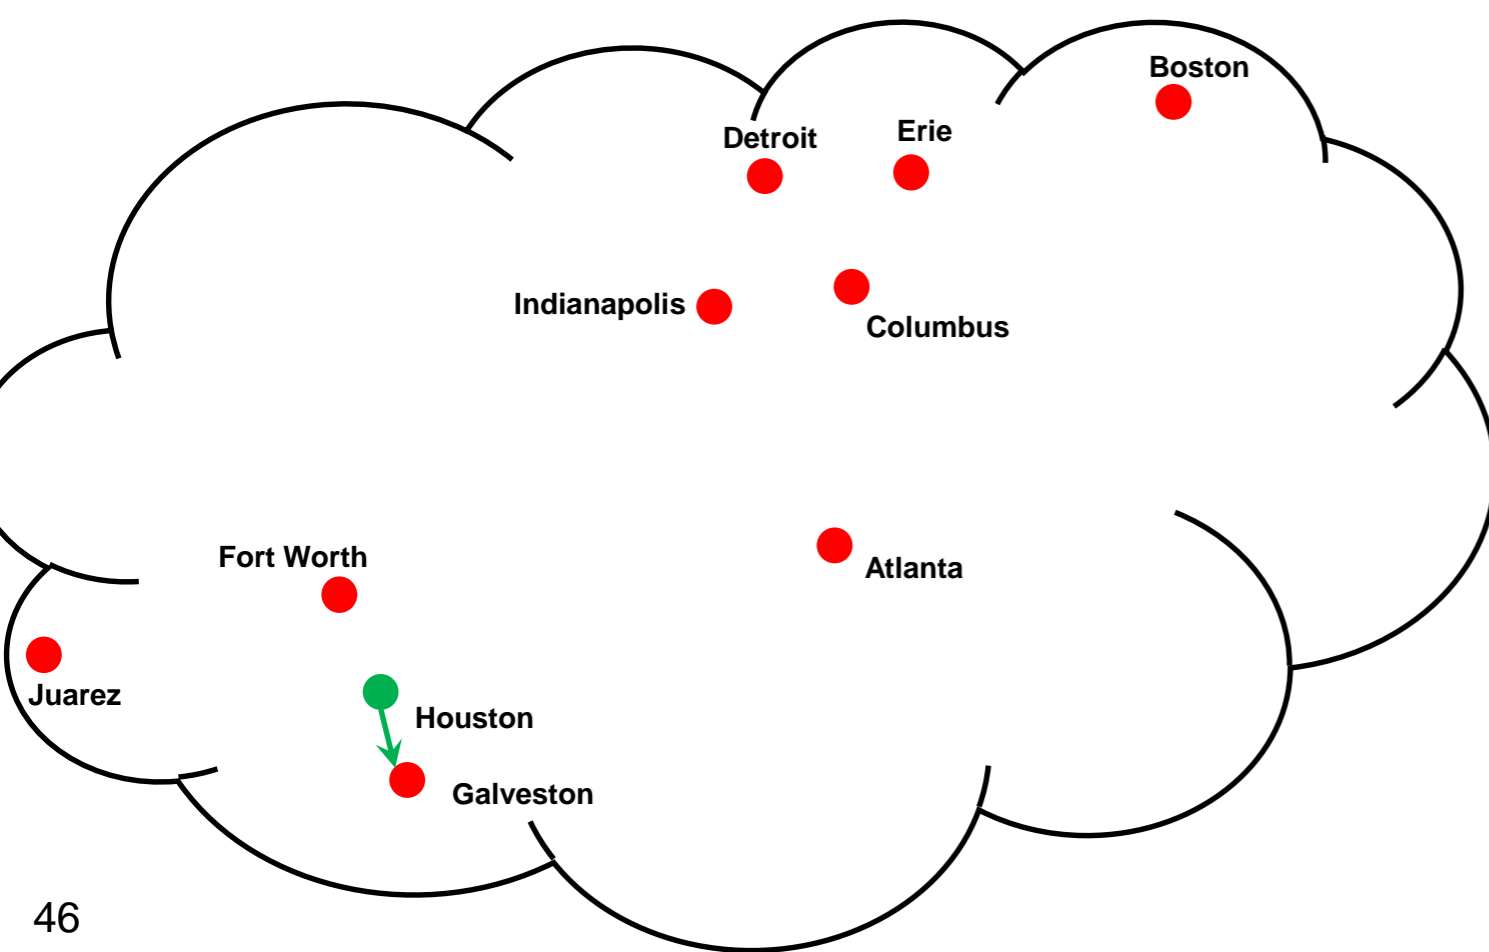 Boston
Erie
Detroit
Indianapolis
Columbus
Fort Worth
Atlanta
Juarez
Houston
Galveston
46